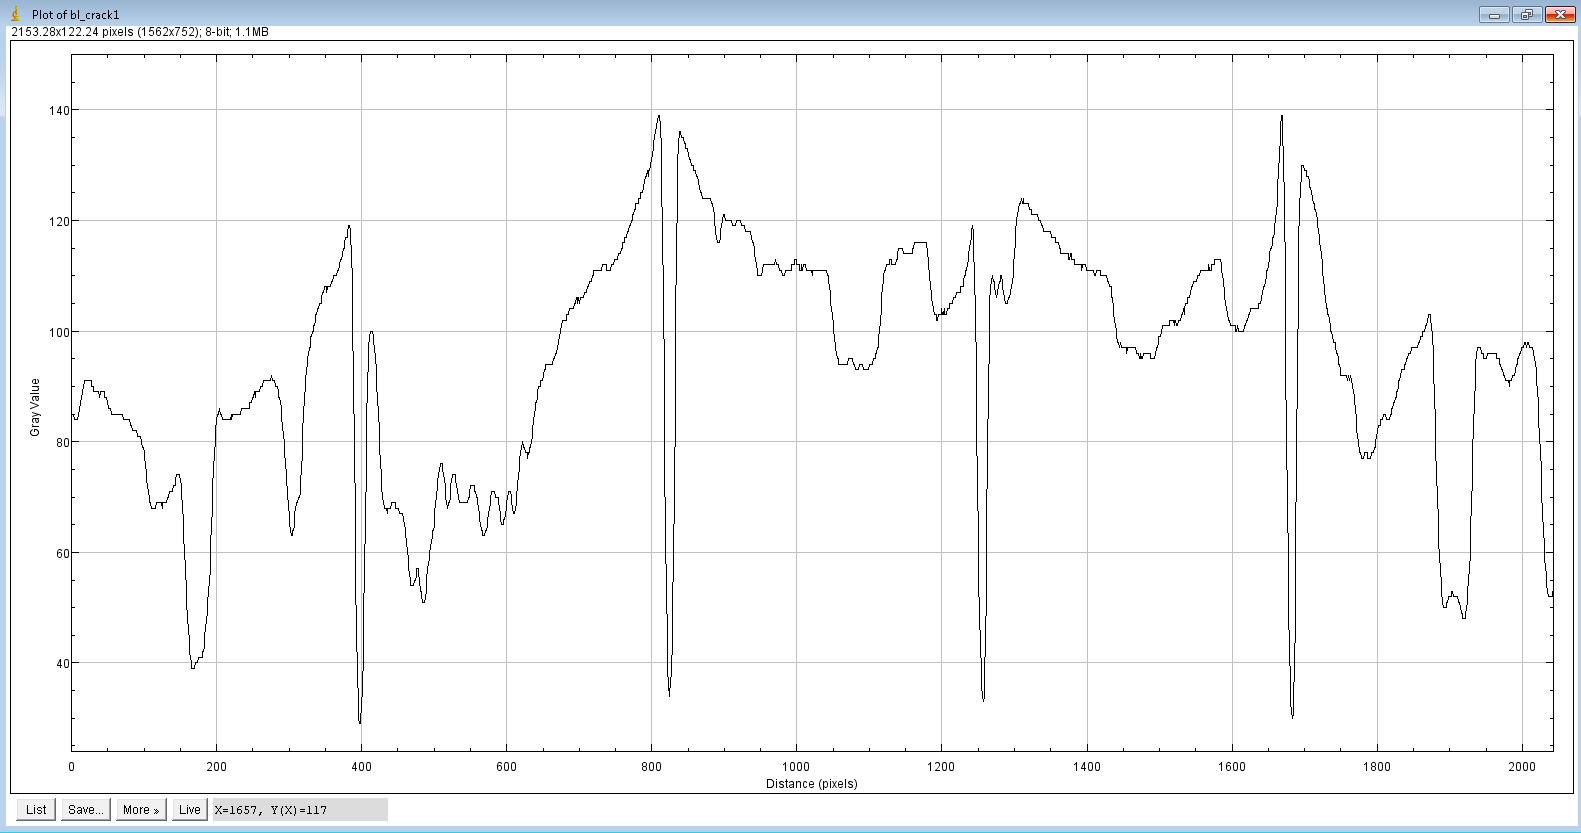 Plot of bl_crack1
2153.28x122.24 pixels (1562x752); 8-bit; 1.1MB
140
120
100
80
60
40
Gray Value
0 200 400 600 800 1000 1200 1400 1600 1800 2000
Distance (pixels)
List Save... More » Live X=1657, Y(X)=117